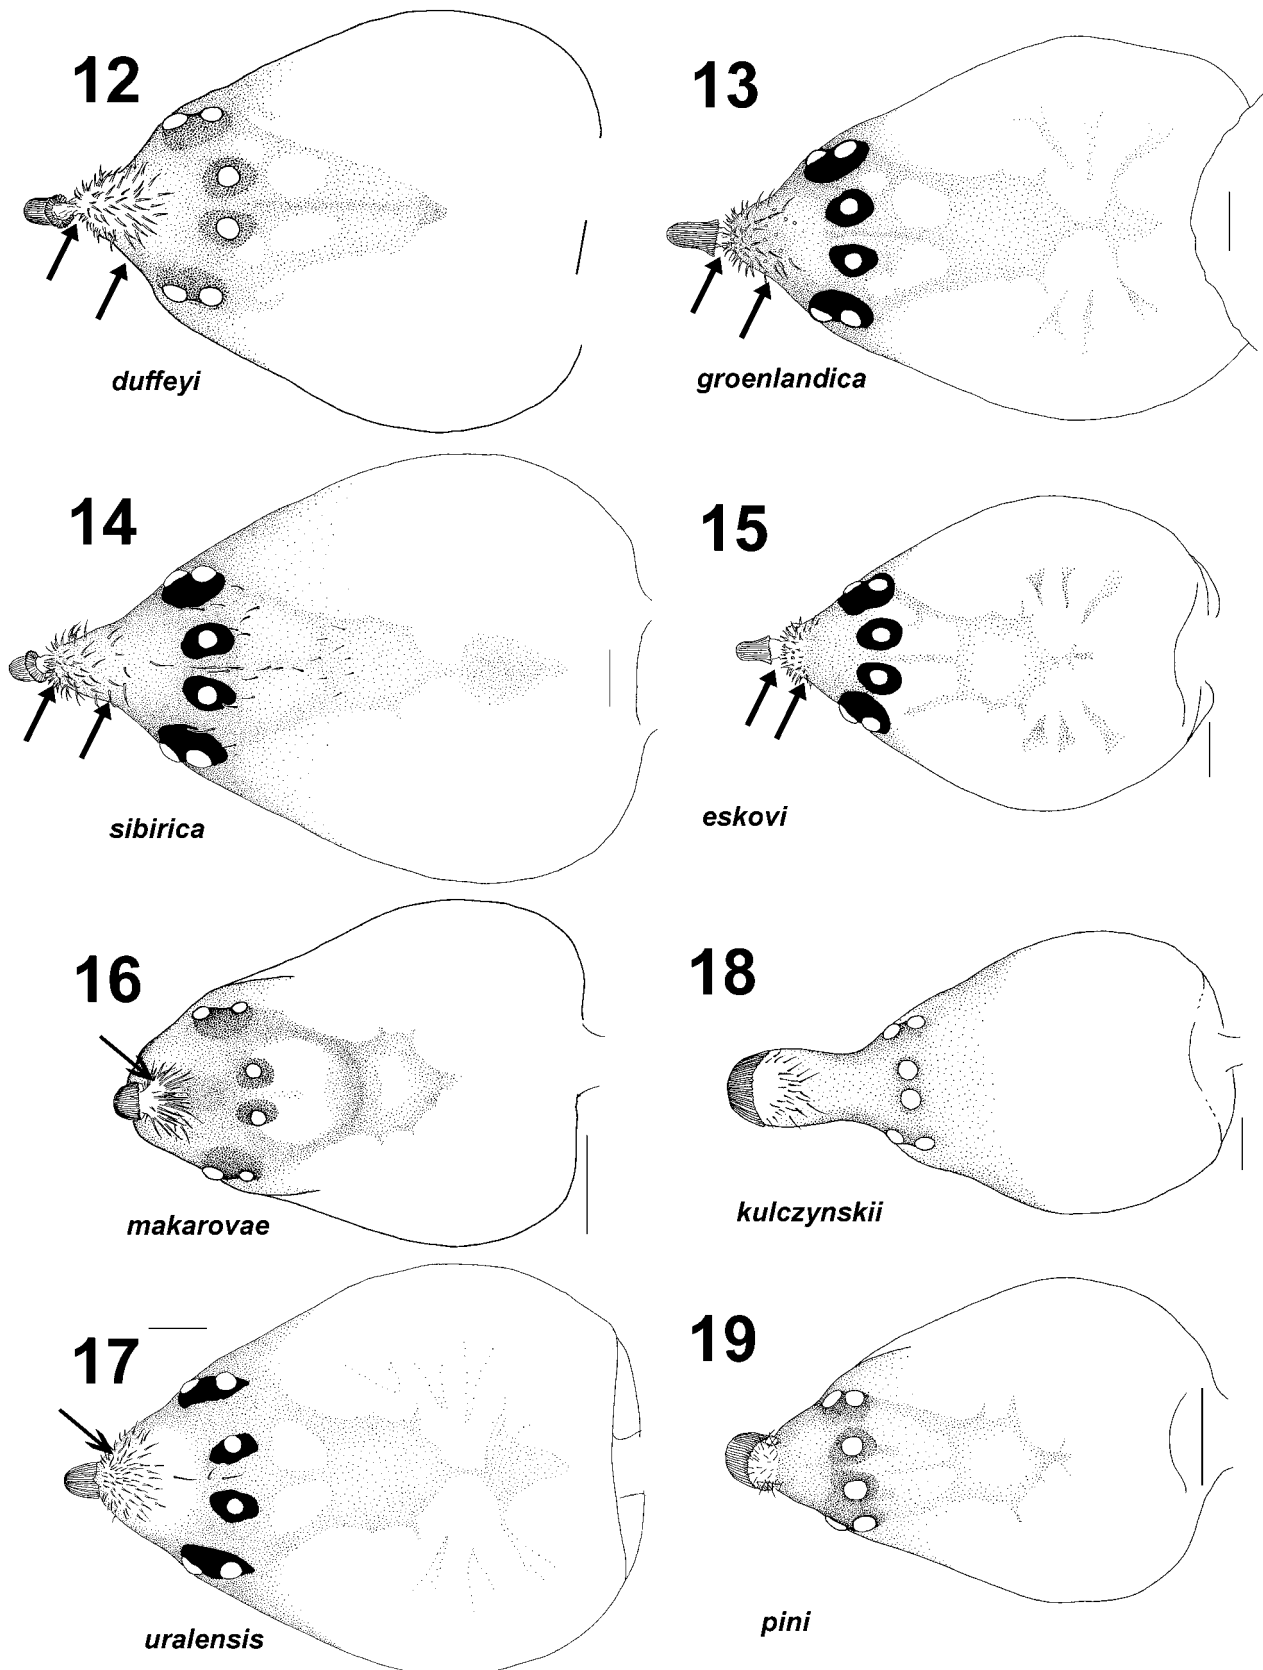 12
duffeyi
13
groenlandica
14
sibirica
15
eskovi
16
makarovae
18
kulczynskii
17
uralensis
19
pini